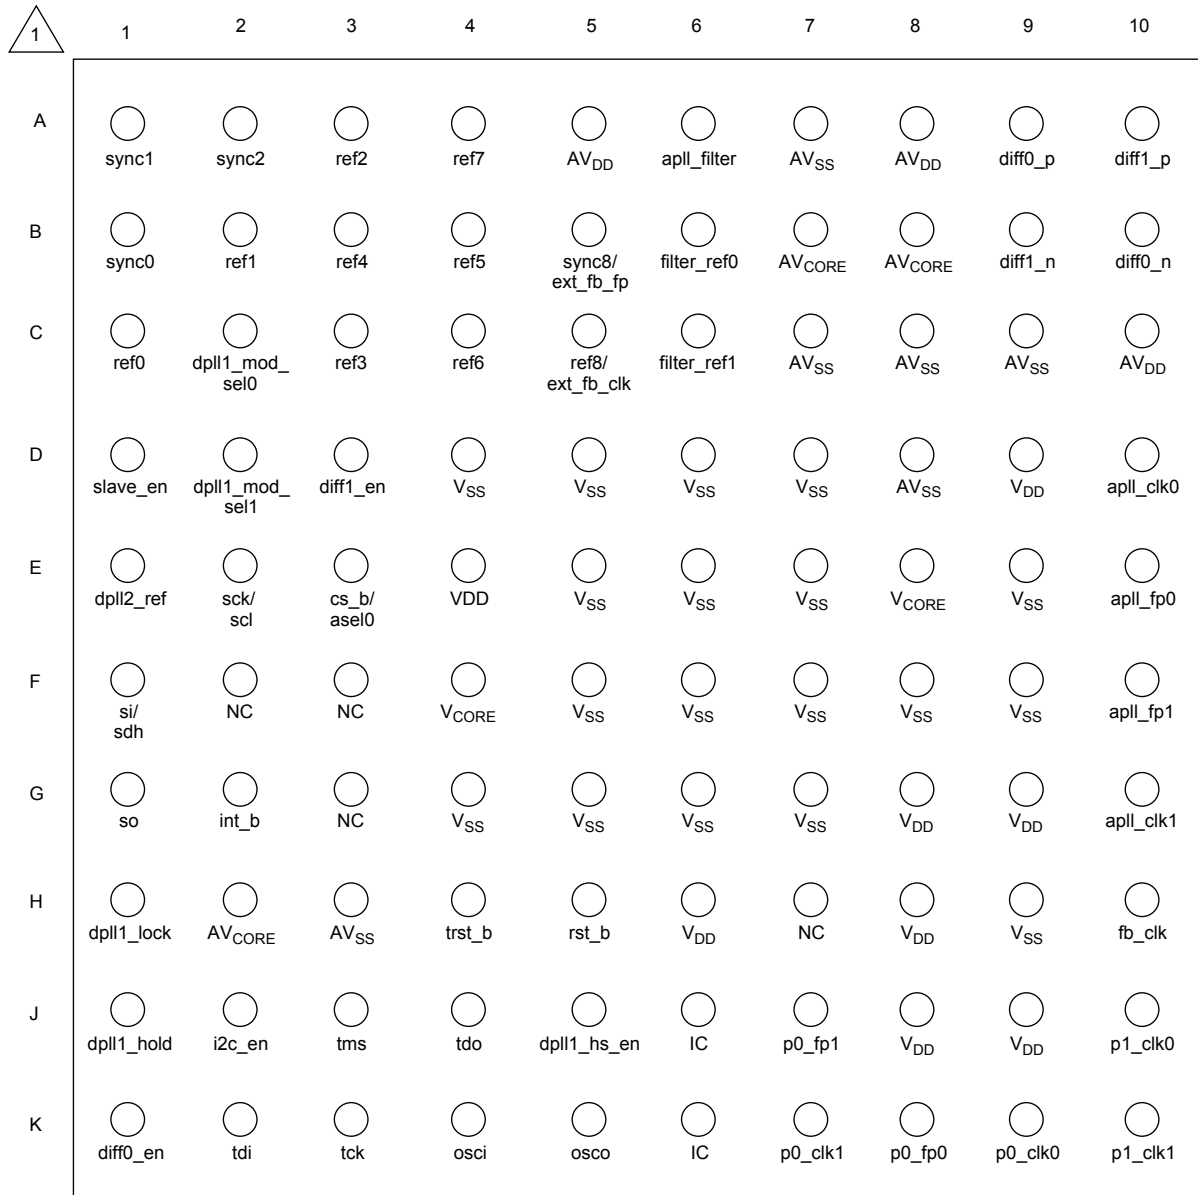 1 1 2 3 4 5 6 7 8 9 10
A
sync1 sync2 ref2 ref7 AVDD apll_filter AVSS AVDD diff0_p diff1_p
B
sync0 ref1 ref4 ref5 sync8/ filter_ref0 AVCORE AVCORE diff1_n diff0_n
ext_fb_fp
C
ref0 dpll1_mod_ ref3 ref6 ref8/ filter_ref1 AVSS AVSS AVSS AVDD
sel0 ext_fb_clk
D
slave_en dpll1_mod_ diff1_en VSS VSS VSS VSS AVSS VDD apll_clk0
sel1
E
dpll2_ref sck/ cs_b/ VDD VSS VSS VSS VCORE VSS apll_fp0
scl asel0
F
si/ NC NC VCORE VSS VSS VSS VSS VSS apll_fp1
sdh
G
so int_b NC VSS VSS VSS VSS VDD VDD apll_clk1
H
dpll1_lock AVCORE AVSS trst_b rst_b VDD NC VDD VSS fb_clk
J
dpll1_hold i2c_en tms tdo dpll1_hs_en IC p0_fp1 VDD VDD p1_clk0
K
diff0_en tdi tck osci osco IC p0_clk1 p0_fp0 p0_clk0 p1_clk1